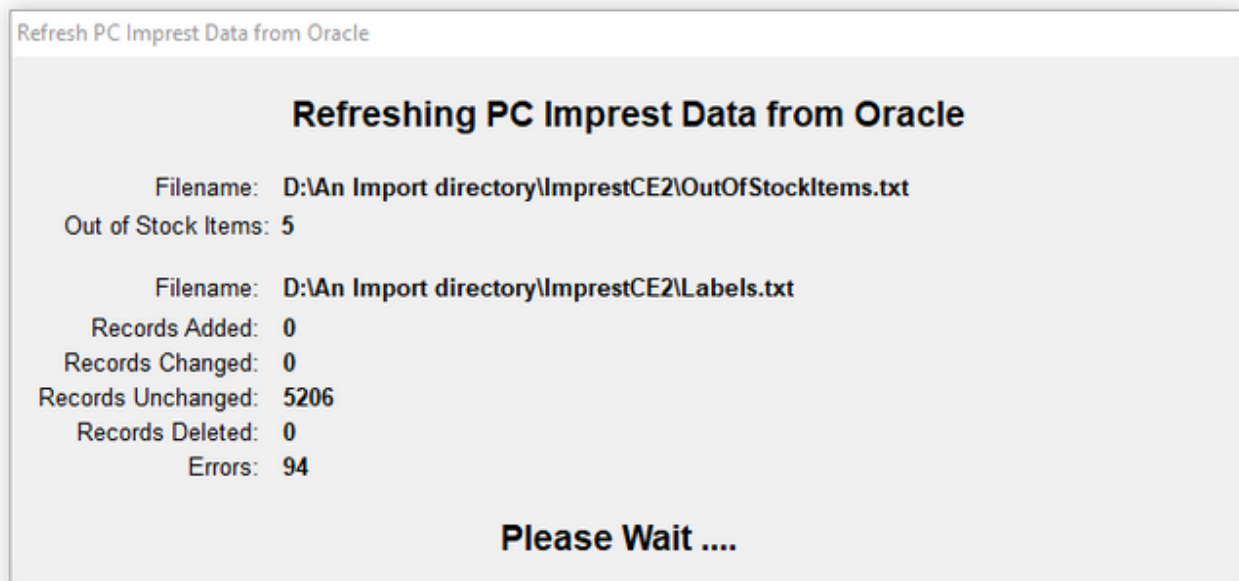 Refresh PC Imprest Data from Oracle
Refreshing PC Imprest Data from Oracle
Filename: D:\An Import directory\ImprestCE2\OutOfStockItems.txt
Out of Stock Items: 5
Filename: D:\An Import directory\ImprestCE2\Labels.txt
Records Added: 0
Records Changed: 0
Records Unchanged: 5206
Records Deleted: 0
Errors: 94
Please Wait ....